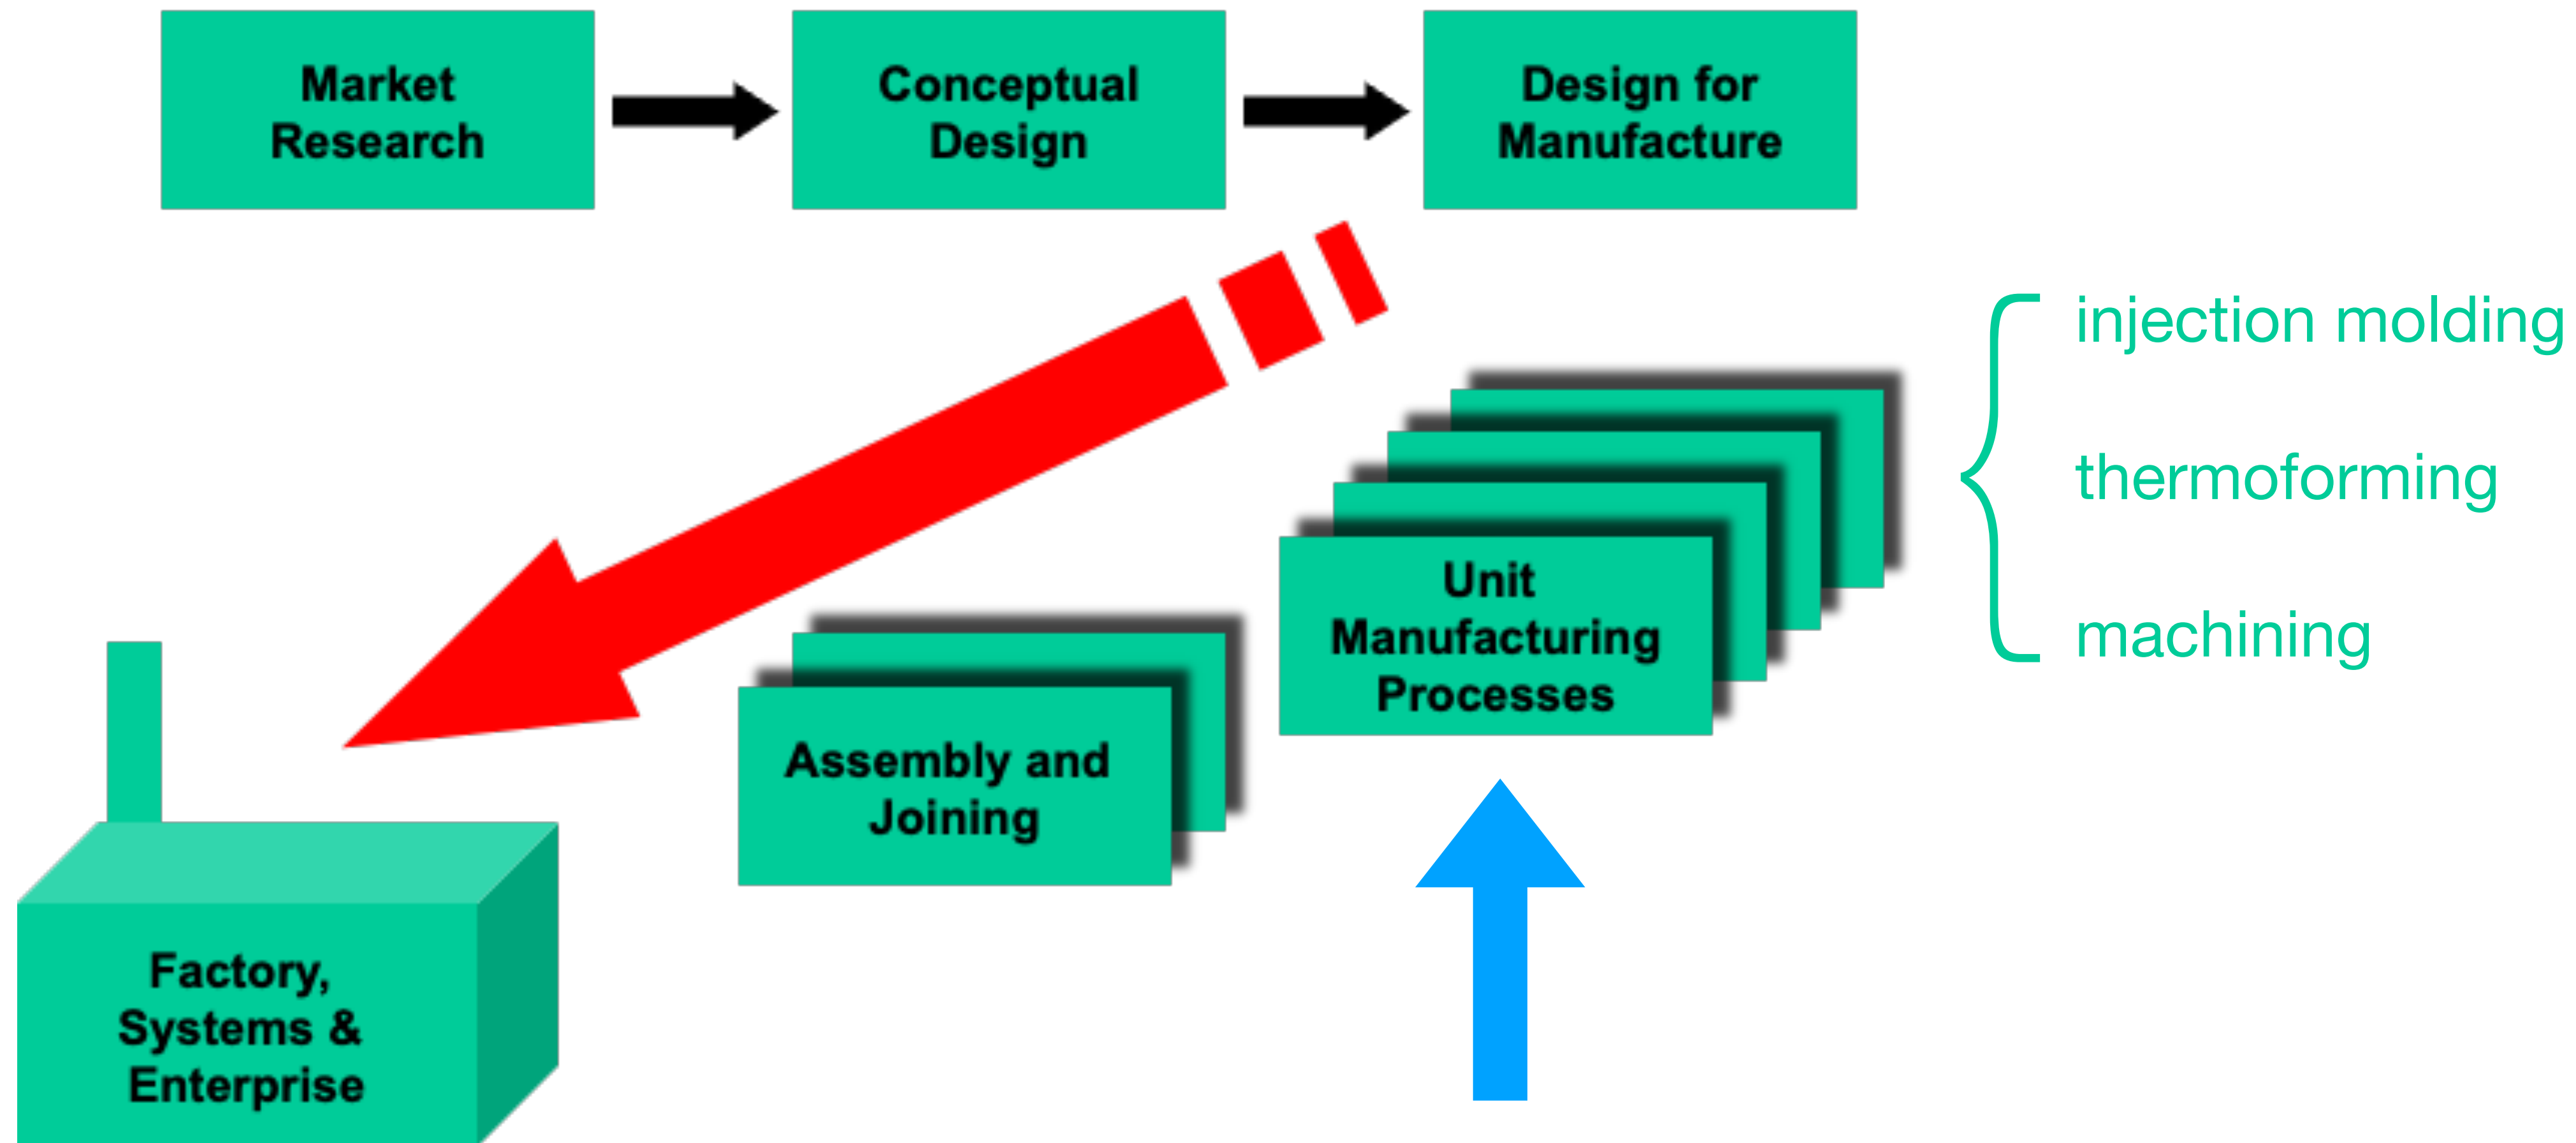 Market
Research
Conceptual
Design
Design for
Manufacture
injection molding
thermoforming
machining
Unit
Manufacturing
Processes
Assembly and
Joining
Factory,
Systems &
Enterprise